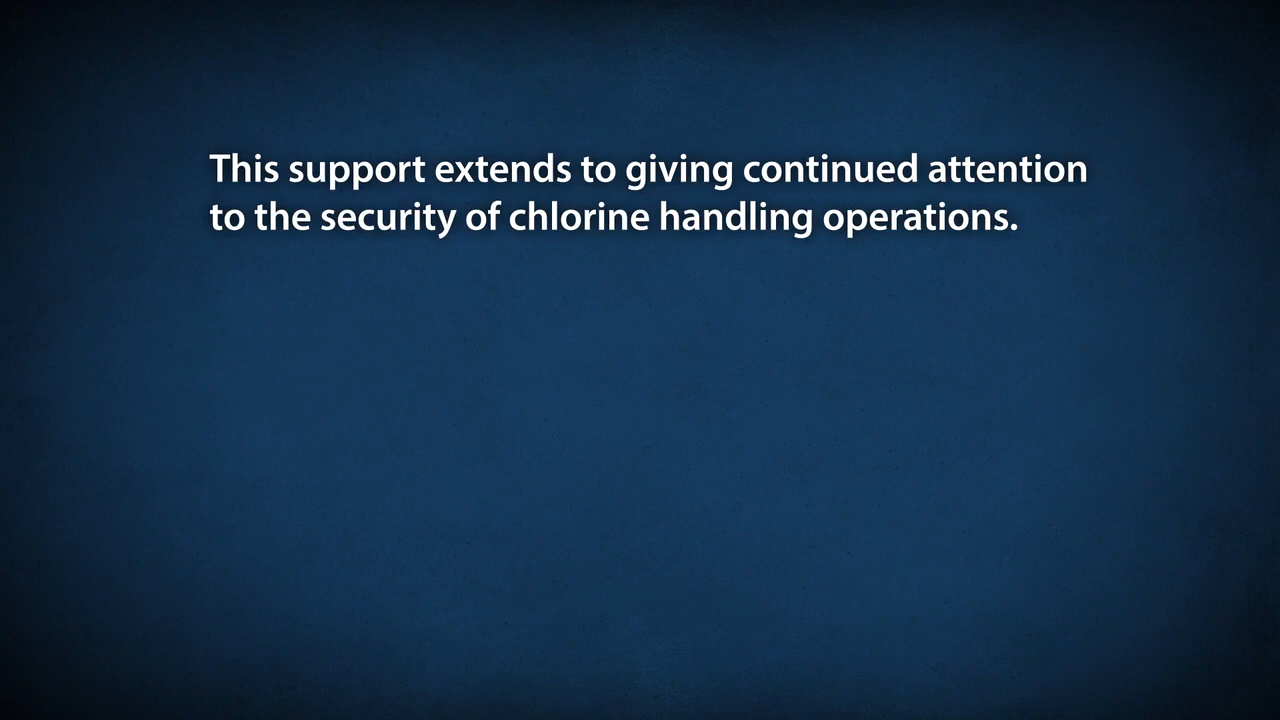 This support extends to giving continued attention
to the security of chlorine handling operations.